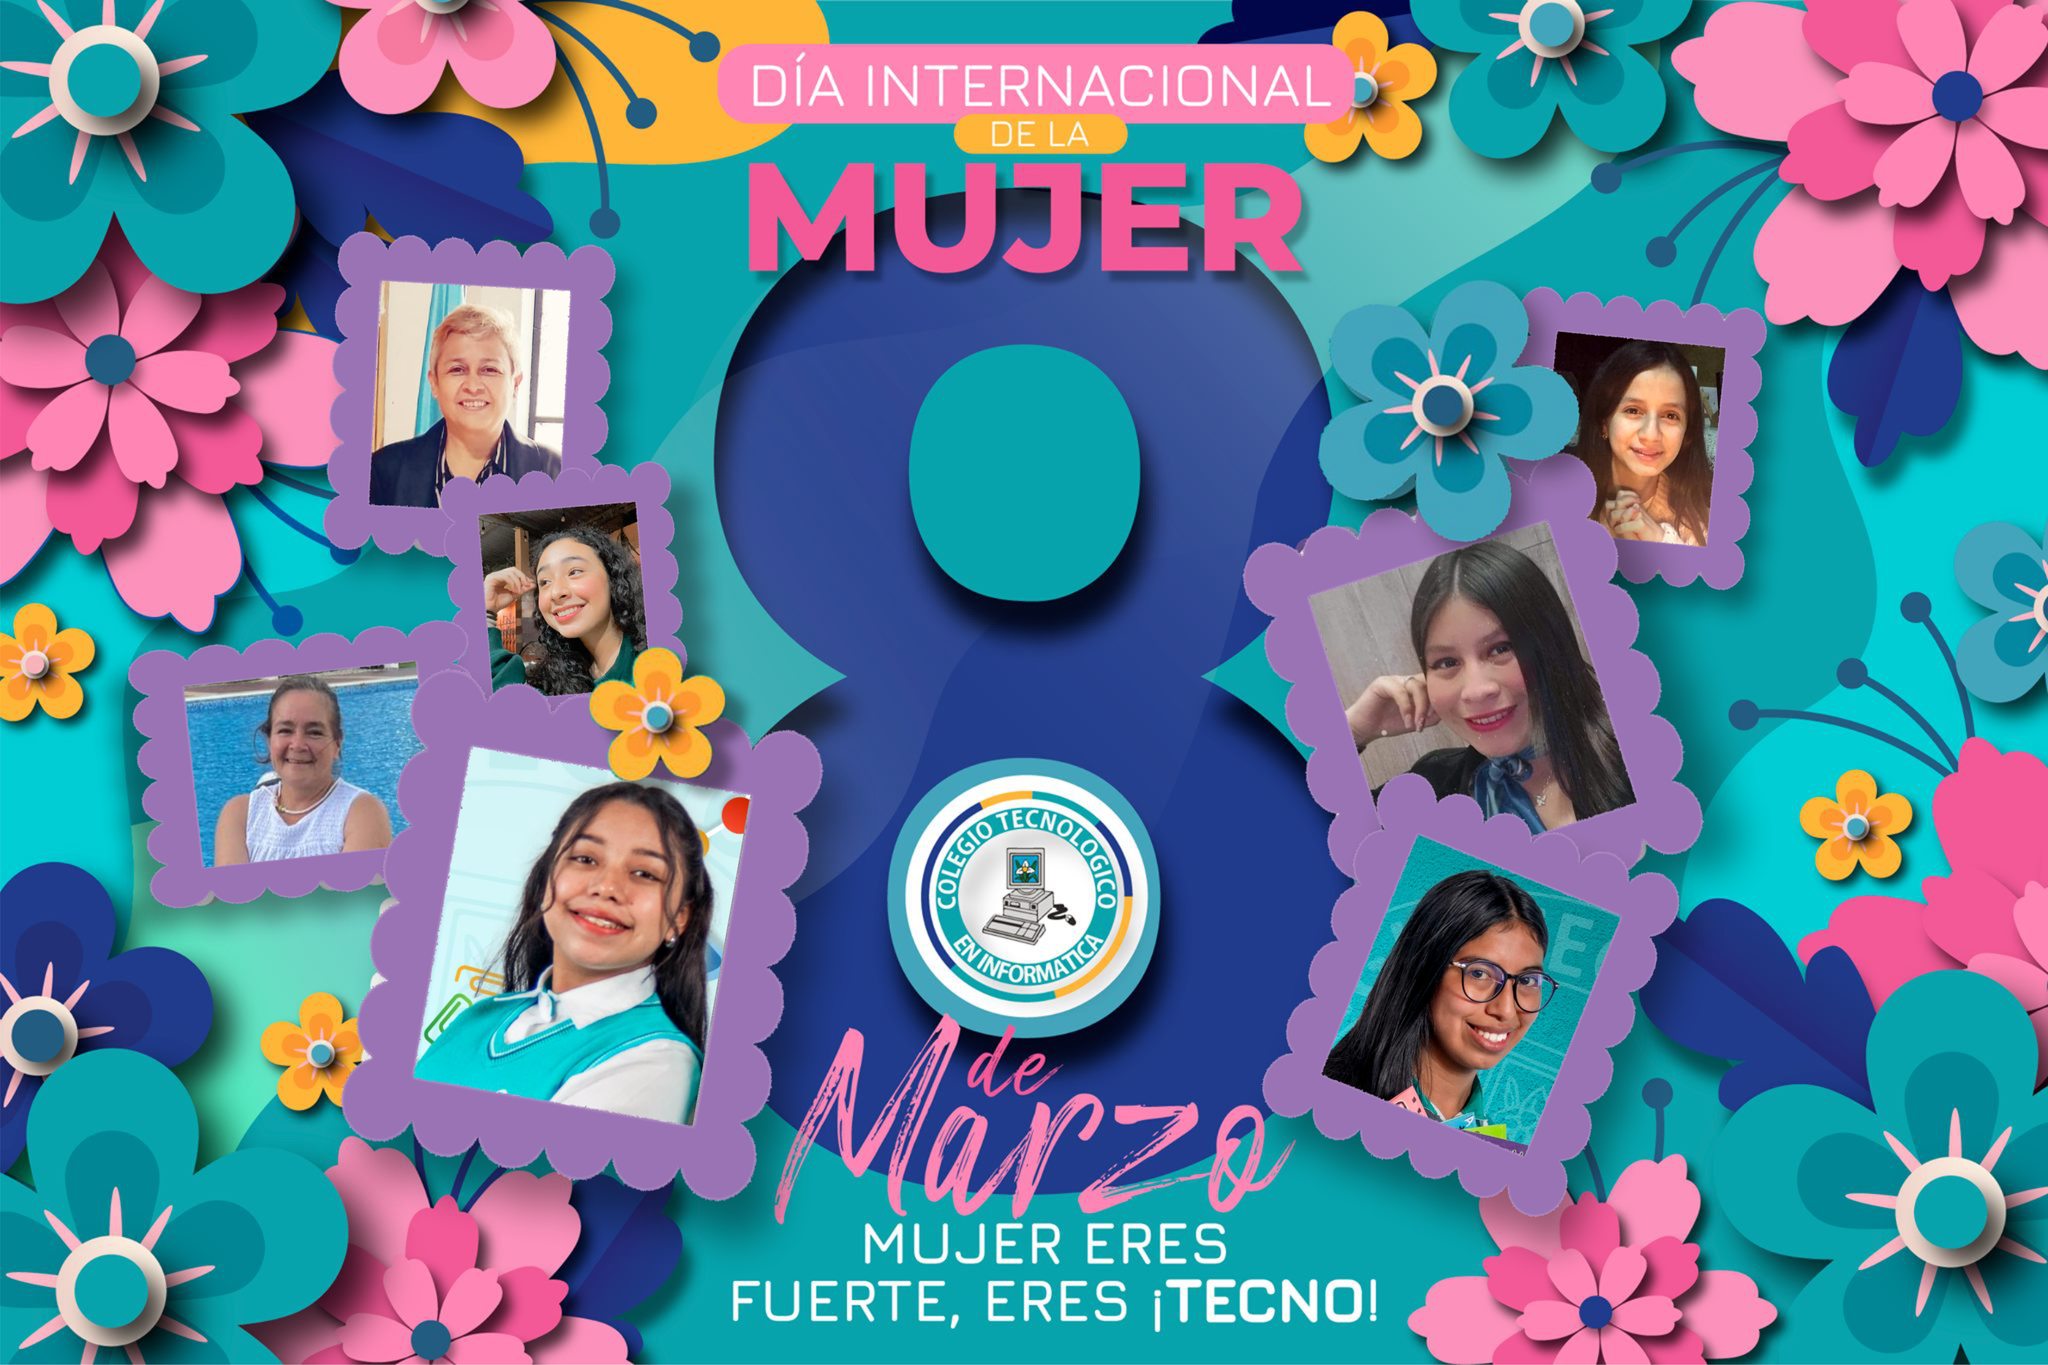 DÍA INTERNACIONAL
DE LA
MUJER
8
COLEGIO TECNOLOGICO
EN INFORMATICA
de
Marzo
MUJER ERES
FUERTE, ERES ¡TECNO!